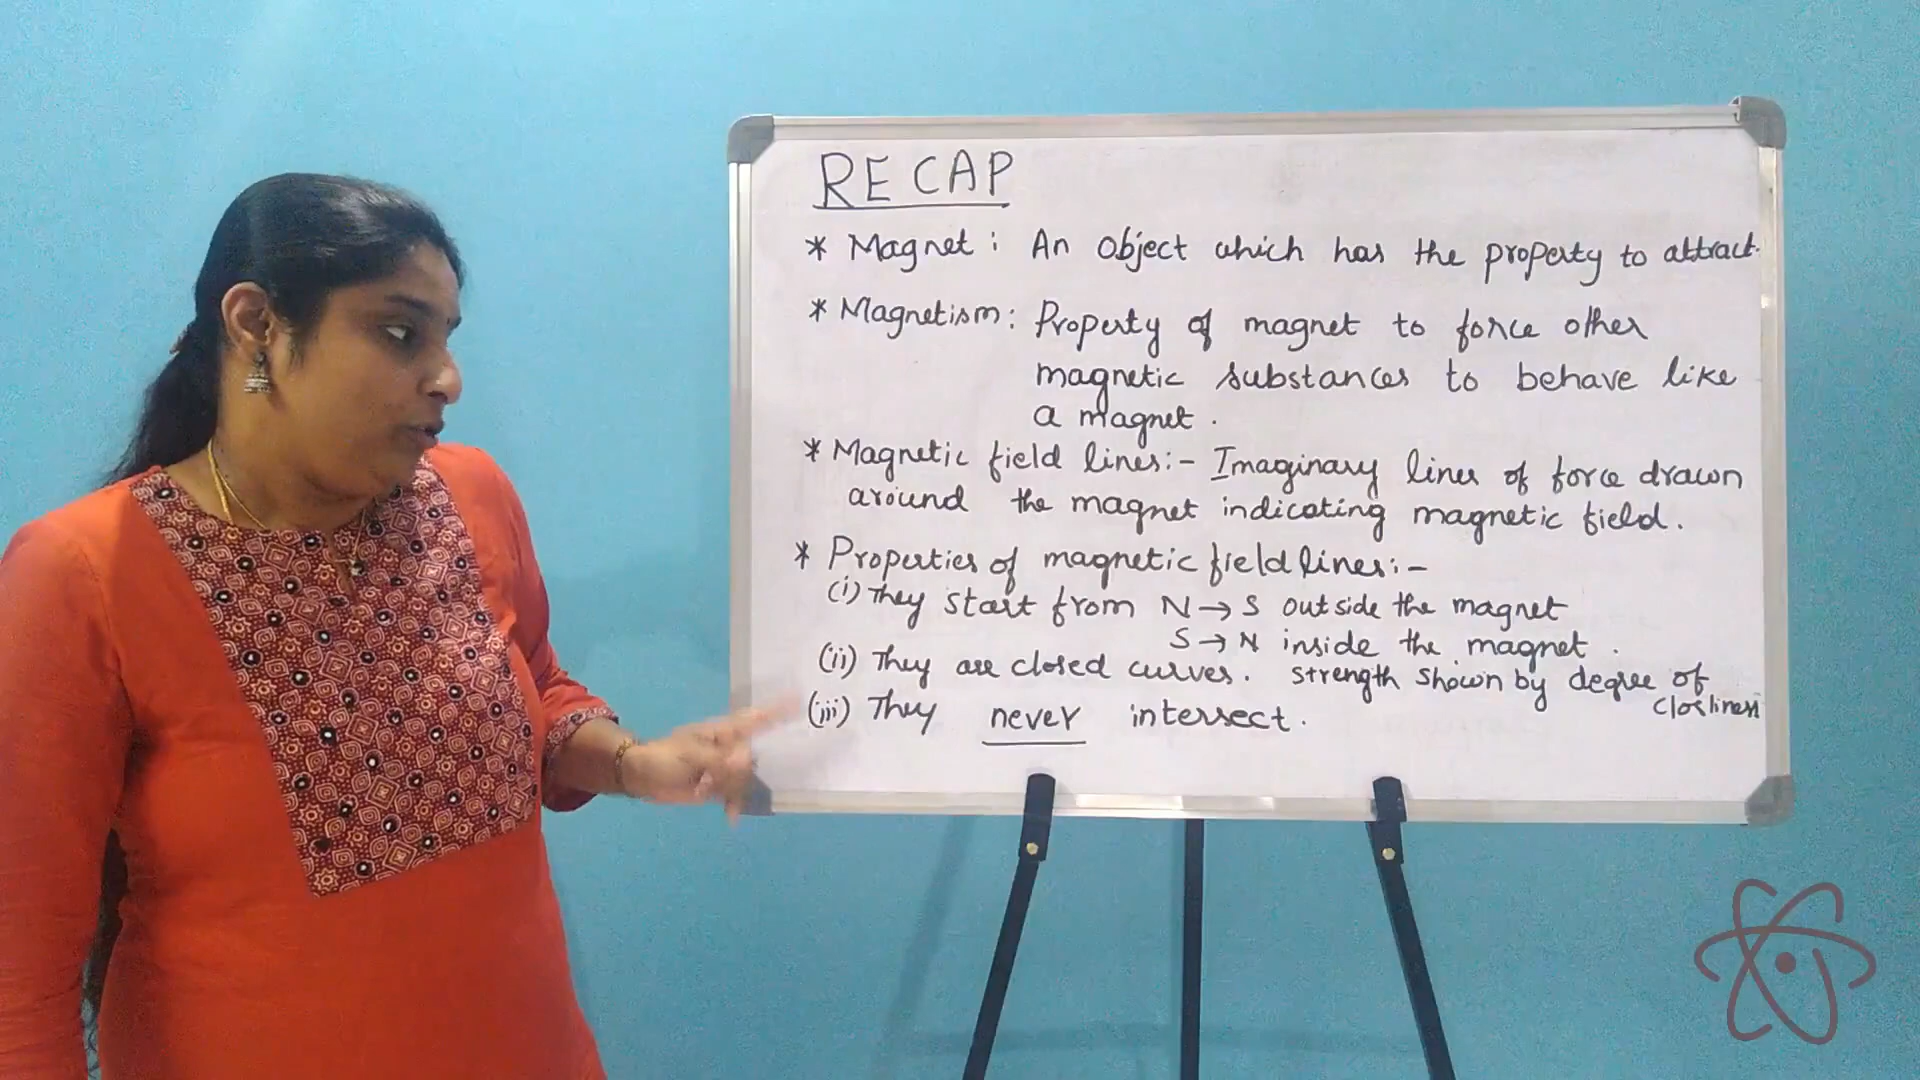 RECAP
* Magnet : An object which has the property to attract.
* Magnetism : Property of magnet to force other
magnetic substances to behave like
a magnet .
* Magnetic field lines:- Imaginary lines of force drawn
around the magnet indicating magnetic field.
* Properties of magnetic field lines:-
(i) They start from N → S outside the magnet
S → N inside the magnet .
(ii) They are closed curves. strength shown by degree of
closliness
(iii) They never intersect.